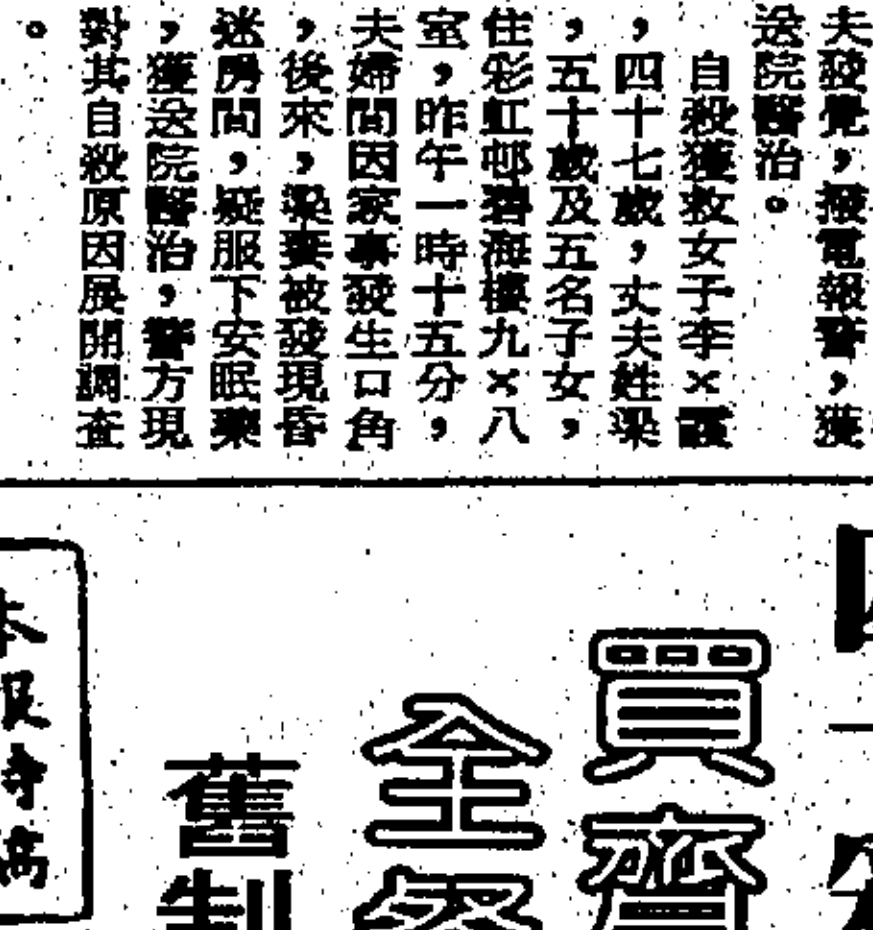 夫發覺，撥電報警，獲
送院醫治。
自殺獲救女子李×霞
，四十七歲，丈夫姓梁
，五十歲及五名子女，
住彩虹邨碧海樓九×八
室，昨午一時十五分，
夫婦間因家事發生口角
，後來，梁妻被發現昏
迷房間，疑服下安眠藥
，獲送院醫治，警方現
對其自殺原因展開調查
。
買齊
全
舊制
本報專稿